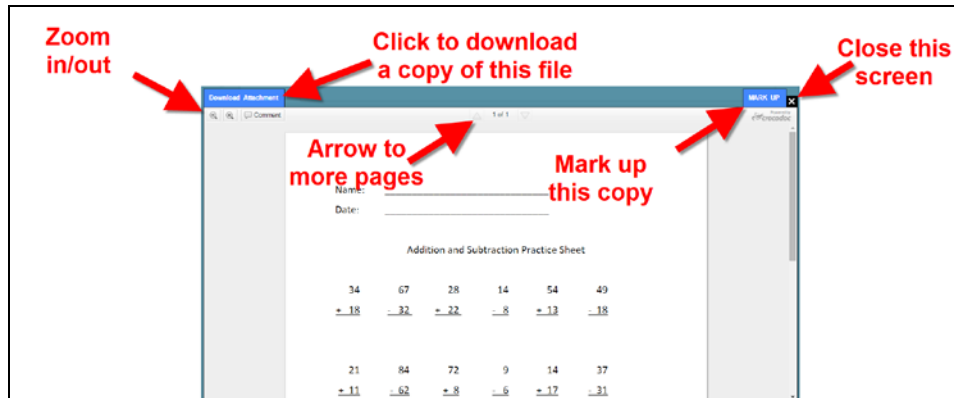 Zoom
in/out
Click to download
a copy of this file
Close this
screen
Download Attachment
MARK UP
X
Comment
1 of 1
Powered by
crocodoc
Arrow to
more pages
Mark up
this copy
Name:
Date:
Addition and Subtraction Practice Sheet
34 67 28 14 54 49
+ 18 - 32 + 22 - 8 + 13 - 18
21 84 72 9 14 37
+ 11 - 62 + 8 - 6 + 17 - 31